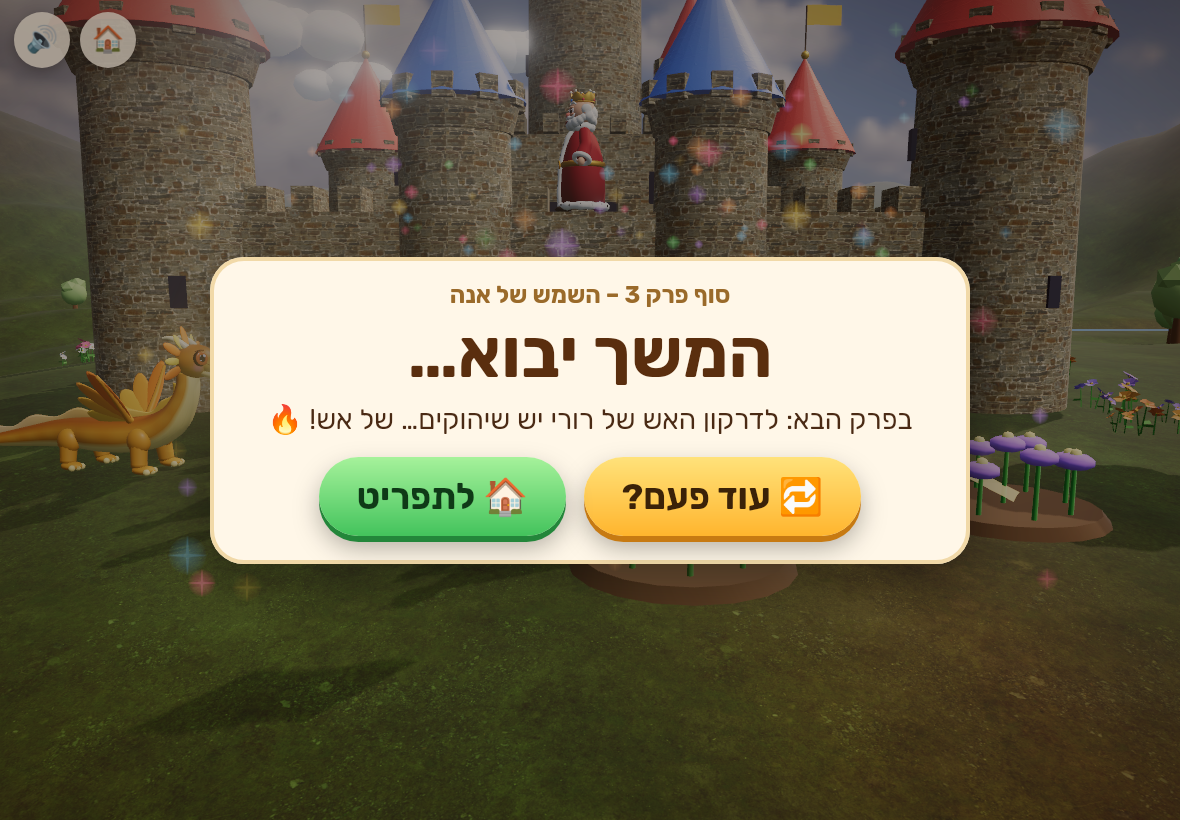 סוף פרק 3 – השמש של אנה
המשך יבוא...
בפרק הבא: לדרקון האש של רורי יש שיהוקים... של אש! 🔥
🔁 עוד פעם?
🏠 לתפריט